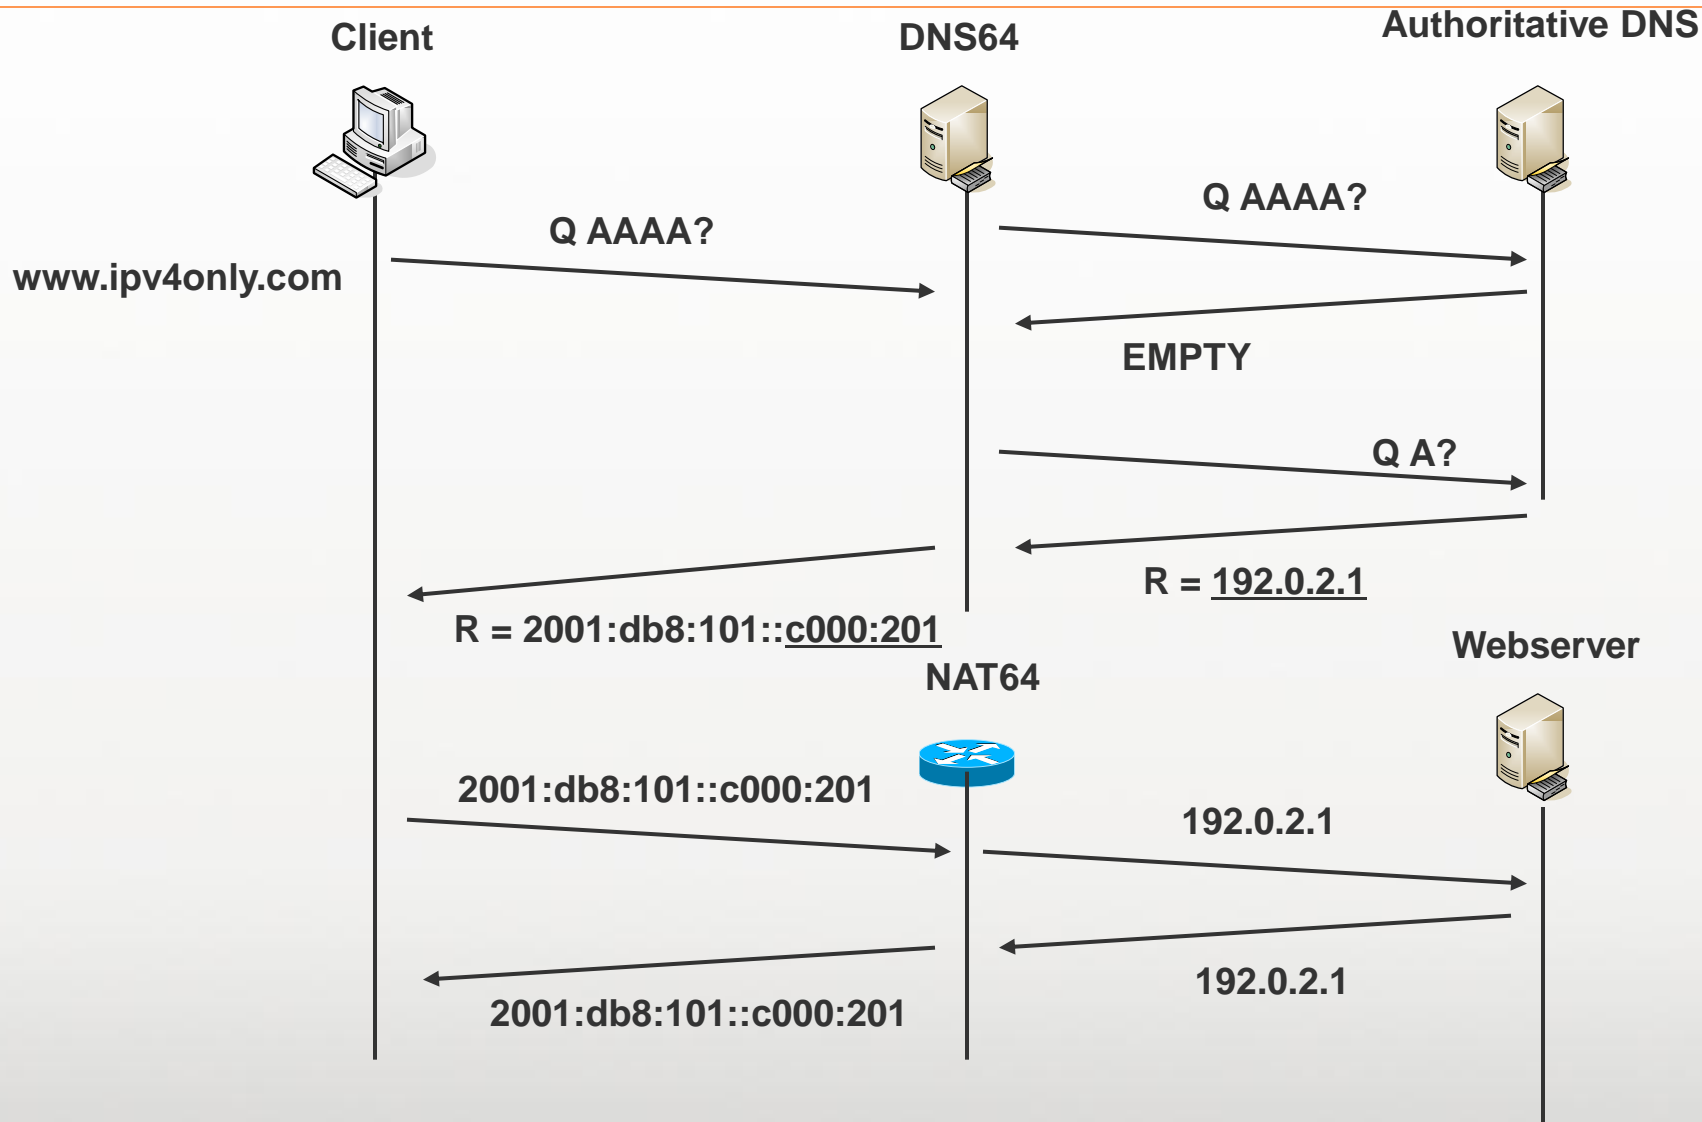 Client
DNS64
Authoritative DNS
Q AAAA?
Q AAAA?
www.ipv4only.com
EMPTY
Q A?
R = 192.0.2.1
R = 2001:db8:101::c000:201
Webserver
NAT64
2001:db8:101::c000:201
192.0.2.1
192.0.2.1
2001:db8:101::c000:201